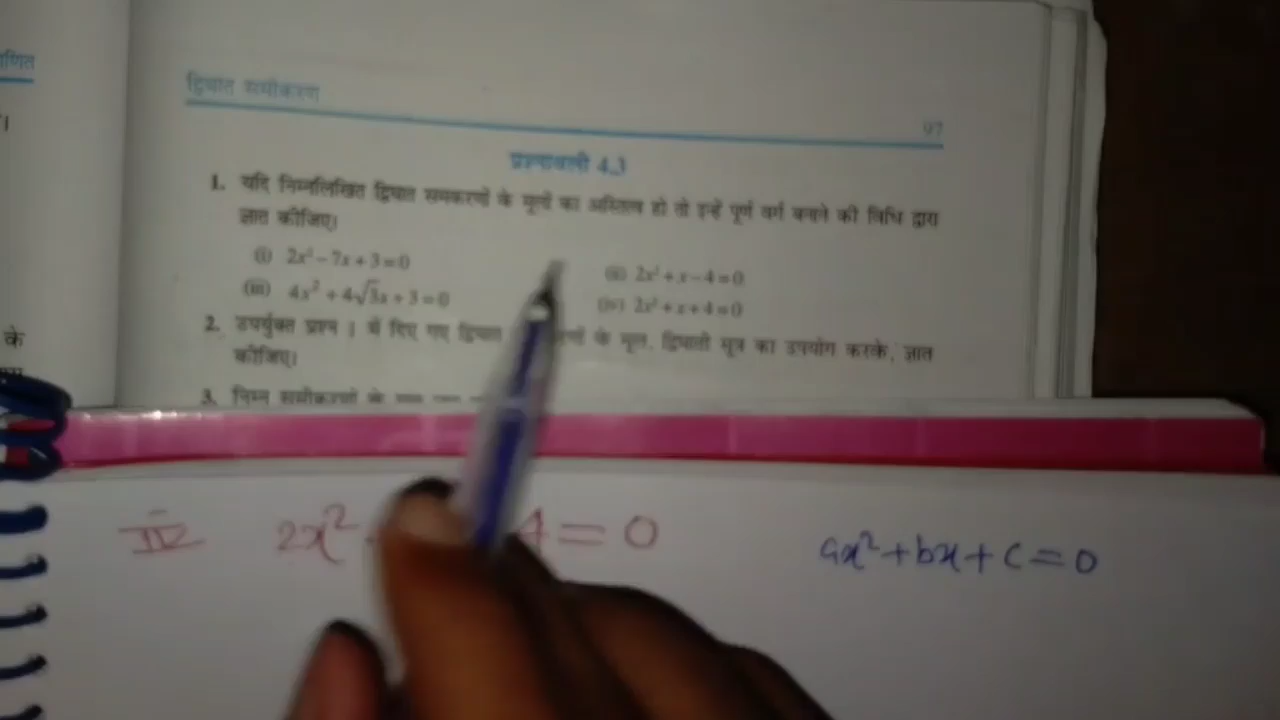 द्विघात समीकरण
97
प्रश्नावली 4.3
1. यदि निम्नलिखित द्विघात समकरणों के मूलों का अस्तित्व हो तो इन्हें पूर्ण वर्ग बनाने की विधि द्वारा
ज्ञात कीजिए।
(i) 2x² – 7x + 3 = 0 (ii) 2x² + x – 4 = 0
(iii) 4x² + 4√3x + 3 = 0 (iv) 2x² + x + 4 = 0
2. उपर्युक्त प्रश्न 1 में दिए गए द्विघात के मूल, द्विघाती सूत्र का उपयोग करके, ज्ञात
कीजिए।
3. निम्न समीकरणों के
के
IV 2x² 4 = 0 ax² + bx + c = 0